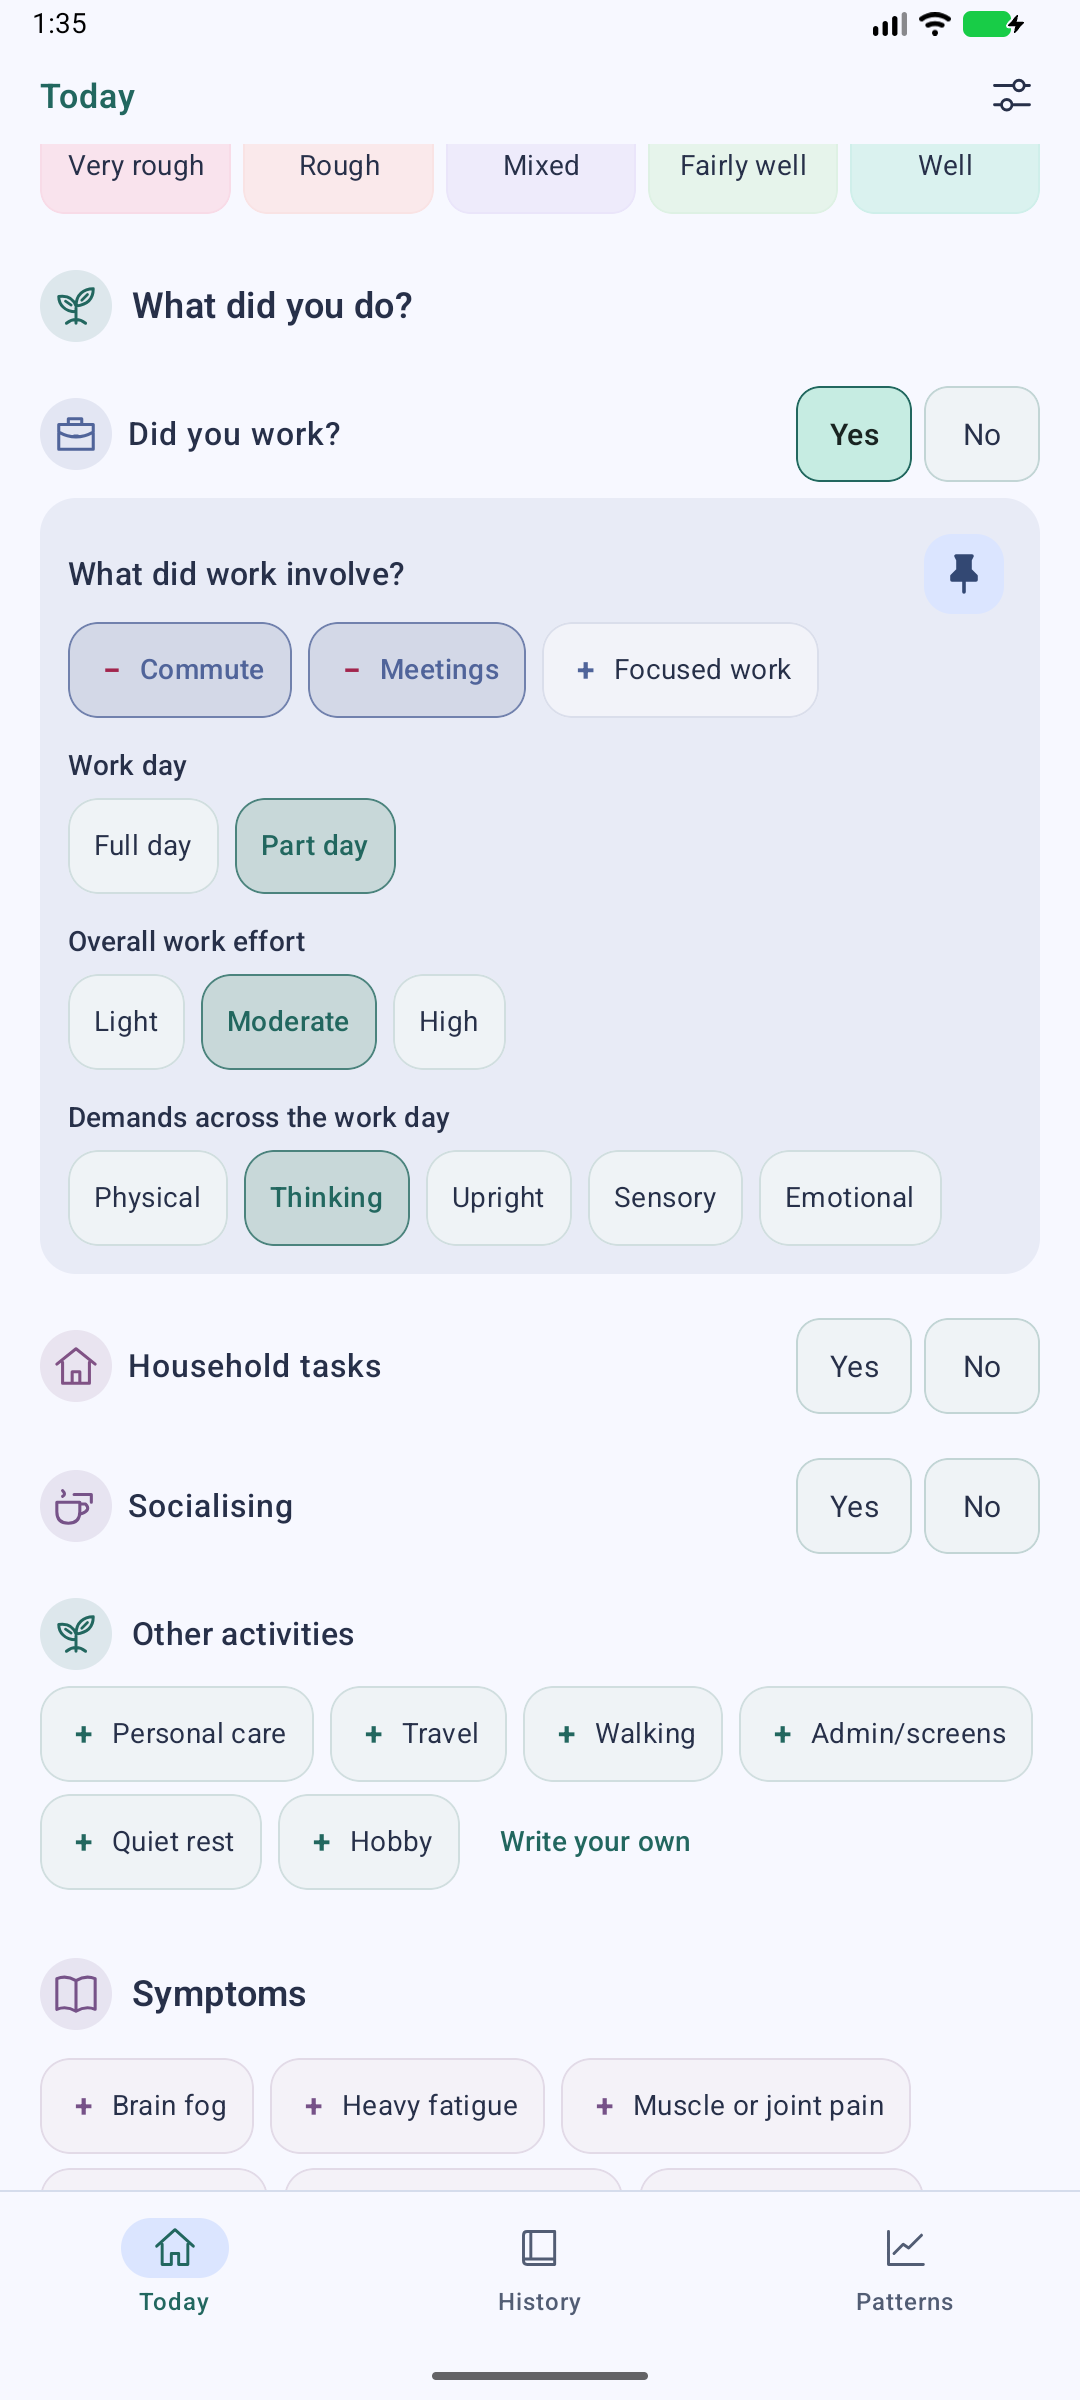 1:35
Today
Very rough Rough Mixed Fairly well Well
What did you do?
Did you work? Yes No
What did work involve?
− Commute − Meetings + Focused work
Work day
Full day Part day
Overall work effort
Light Moderate High
Demands across the work day
Physical Thinking Upright Sensory Emotional
Household tasks Yes No
Socialising Yes No
Other activities
+ Personal care + Travel + Walking + Admin/screens
+ Quiet rest + Hobby Write your own
Symptoms
+ Brain fog + Heavy fatigue + Muscle or joint pain
Today History Patterns